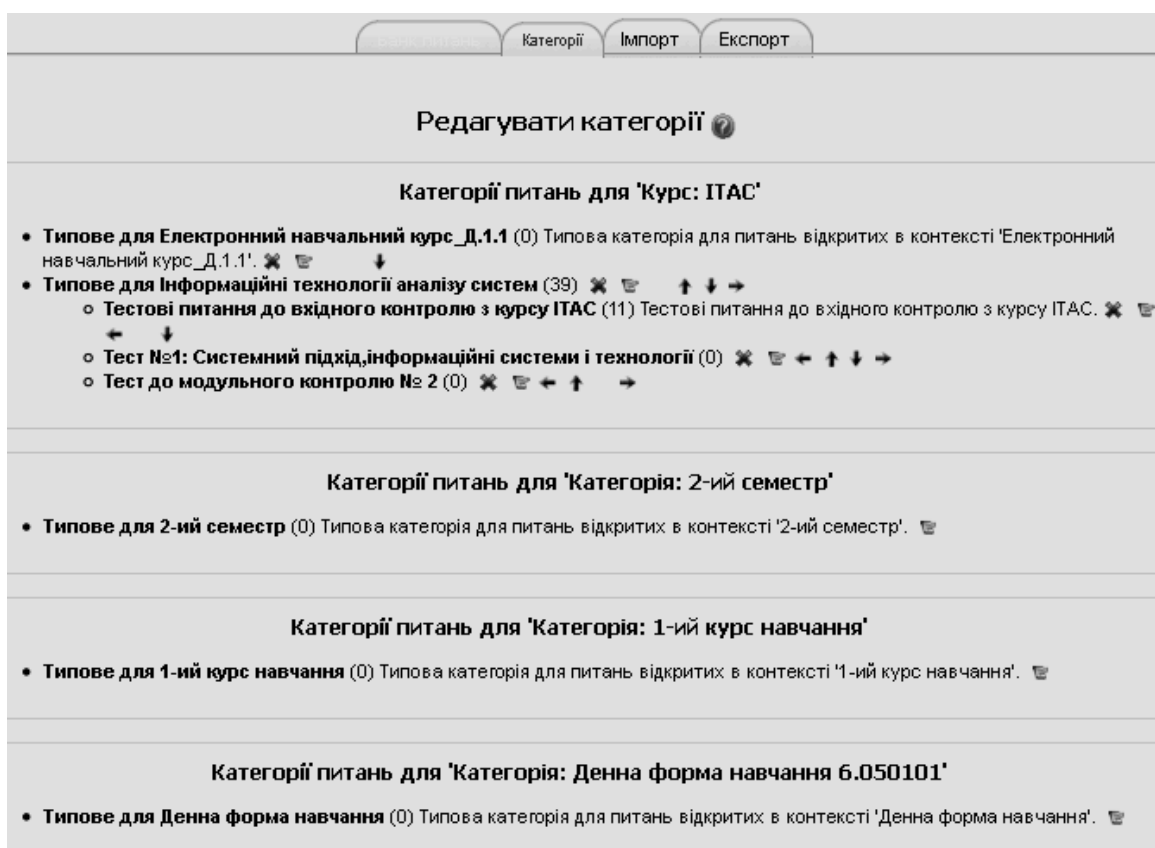 Категорії Імпорт Експорт
Редагувати категорії
Категорії питань для 'Курс: ІТАС'
• Типове для Електронний навчальний курс_Д.1.1 (0) Типова категорія для питань відкритих в контексті 'Електронний
навчальний курс_Д.1.1'.
• Типове для Інформаційні технології аналізу систем (39)
Тестові питання до вхідного контролю з курсу ІТАС (11) Тестові питання до вхідного контролю з курсу ІТАС.
Тест №1: Системний підхід,інформаційні системи і технології (0)
Тест до модульного контролю № 2 (0)
Категорії питань для 'Категорія: 2-ий семестр'
• Типове для 2-ий семестр (0) Типова категорія для питань відкритих в контексті '2-ий семестр'.
Категорії питань для 'Категорія: 1-ий курс навчання'
• Типове для 1-ий курс навчання (0) Типова категорія для питань відкритих в контексті '1-ий курс навчання'.
Категорії питань для 'Категорія: Денна форма навчання 6.050101'
• Типове для Денна форма навчання (0) Типова категорія для питань відкритих в контексті 'Денна форма навчання'.